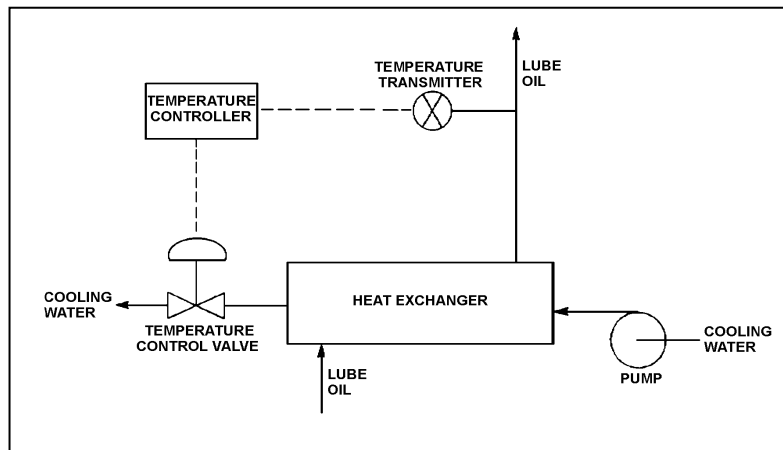 TEMPERATURE
TRANSMITTER
LUBE
OIL
TEMPERATURE
CONTROLLER
COOLING
WATER
TEMPERATURE
CONTROL VALVE
HEAT EXCHANGER
LUBE
OIL
PUMP
COOLING
WATER